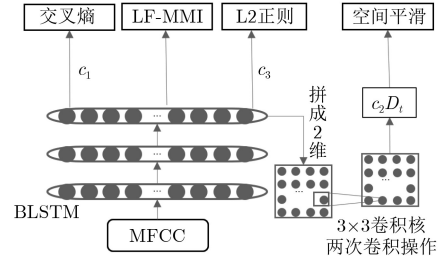 交叉熵
LF-MMI
L2正则
空间平滑
c1
c3
c2Dt
拼成2维
...
...
...
...
...
BLSTM
MFCC
3×3卷积核
两次卷积操作